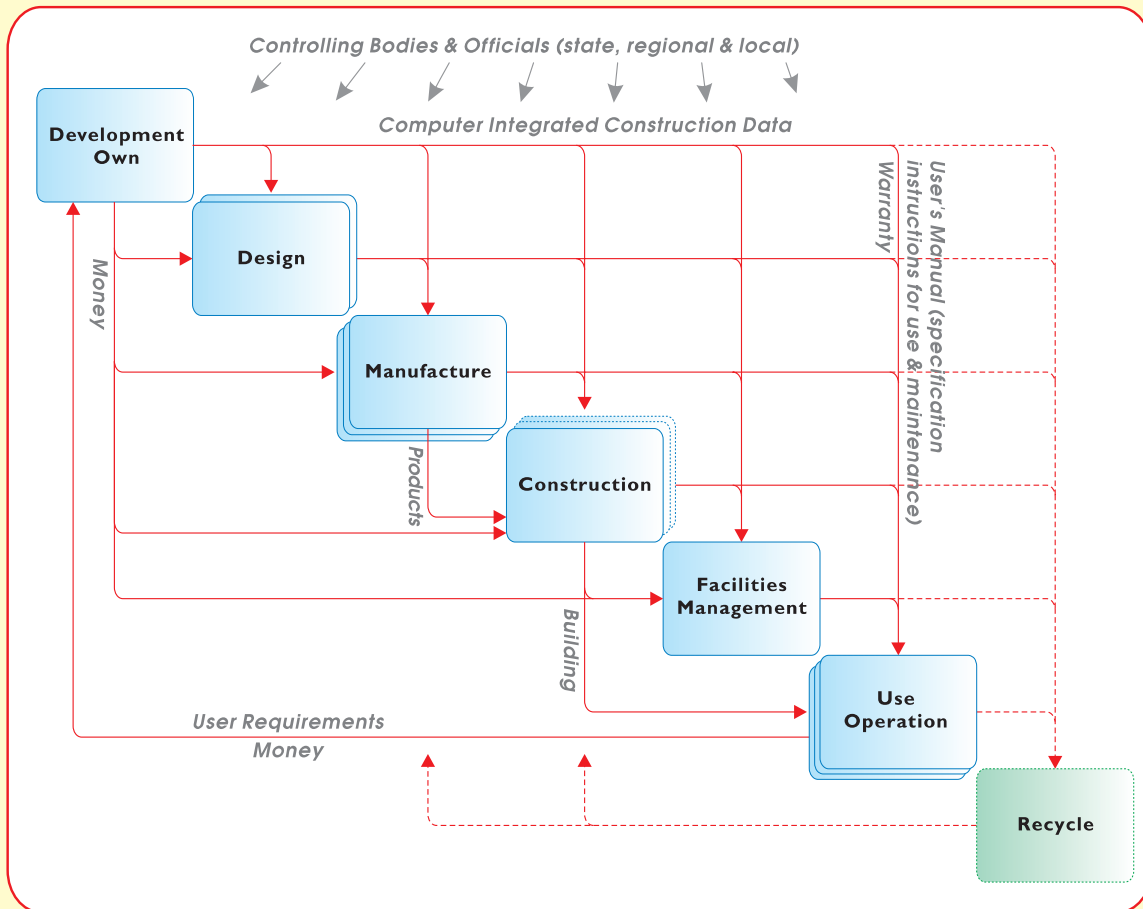 Controlling Bodies & Officials (state, regional & local)
Computer Integrated Construction Data
Development
Own
Design
Manufacture
Construction
Facilities
Management
Use
Operation
Recycle
Money
Products
Building
User's Manual (specification
instructions for use & maintenance)
Warranty
User Requirements
Money